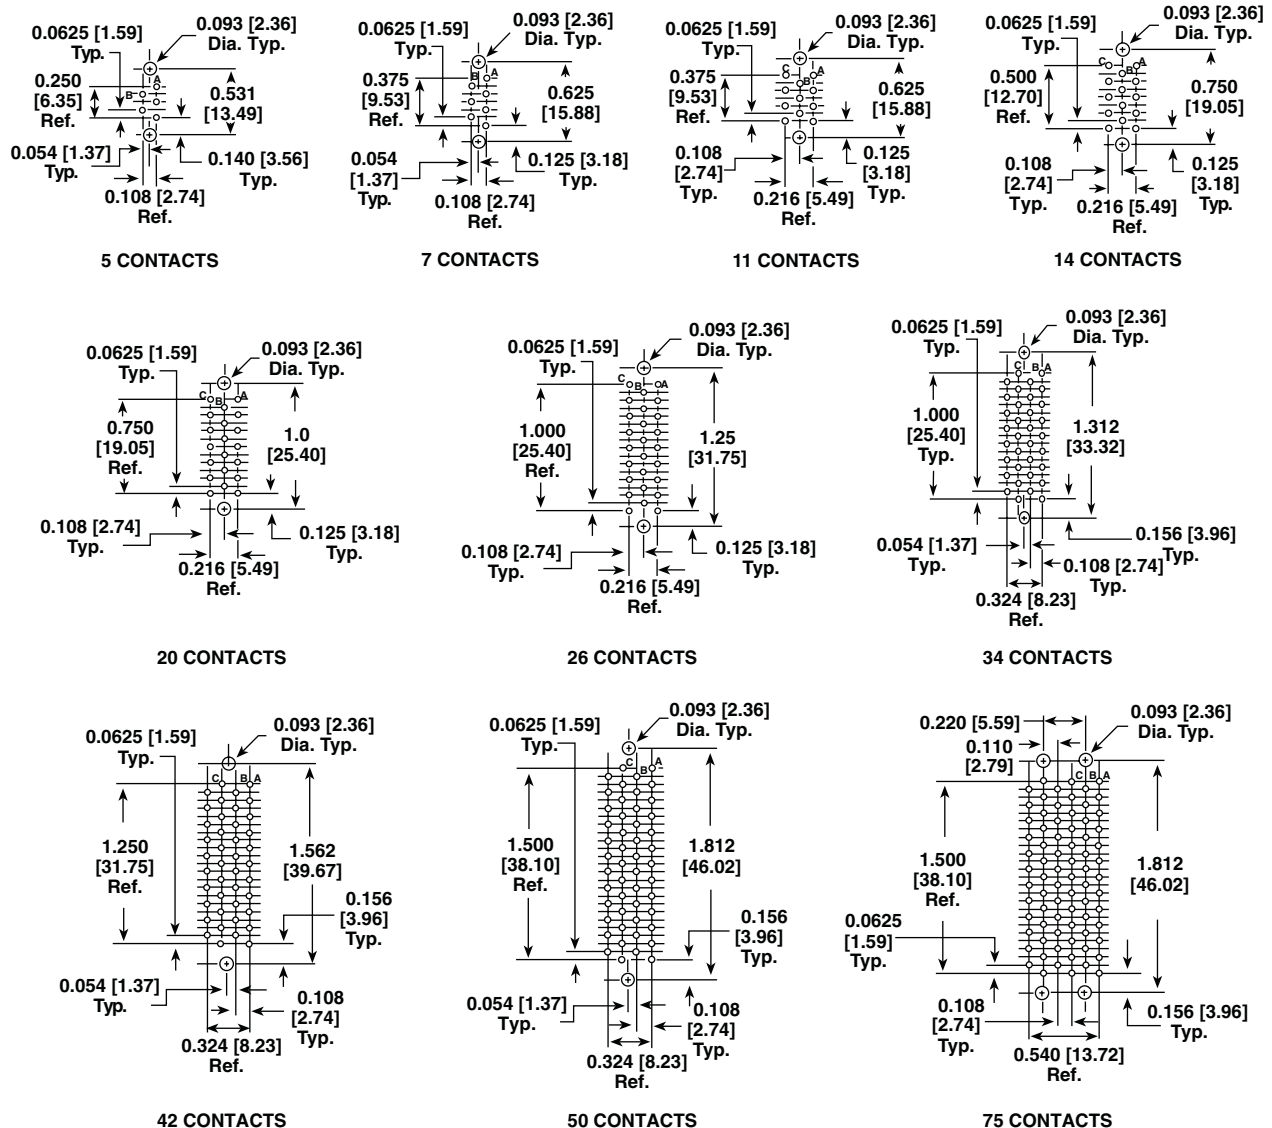 0.0625 [1.59]
Typ.
0.093 [2.36]
Dia. Typ.
0.250
[6.35]
Ref.
A
B
0.531
[13.49]
0.054 [1.37]
Typ.
0.140 [3.56]
Typ.
0.108 [2.74]
Ref.
5 CONTACTS
0.0625 [1.59]
Typ.
0.093 [2.36]
Dia. Typ.
0.375
[9.53]
Ref.
B
A
0.625
[15.88]
0.054
[1.37]
Typ.
0.125 [3.18]
Typ.
0.108 [2.74]
Ref.
7 CONTACTS
0.0625 [1.59]
Typ.
0.093 [2.36]
Dia. Typ.
0.375
[9.53]
Ref.
C
B
A
0.625
[15.88]
0.108
[2.74]
Typ.
0.125
[3.18]
Typ.
0.216 [5.49]
Ref.
11 CONTACTS
0.0625 [1.59]
Typ.
0.093 [2.36]
Dia. Typ.
0.500
[12.70]
Ref.
C
B
A
0.750
[19.05]
0.108
[2.74]
Typ.
0.125
[3.18]
Typ.
0.216 [5.49]
Ref.
14 CONTACTS
0.0625 [1.59]
Typ.
0.093 [2.36]
Dia. Typ.
C
B
A
0.750
[19.05]
Ref.
1.0
[25.40]
0.108 [2.74]
Typ.
0.125 [3.18]
Typ.
0.216 [5.49]
Ref.
20 CONTACTS
0.0625 [1.59]
Typ.
0.093 [2.36]
Dia. Typ.
C
B
A
1.000
[25.40]
Ref.
1.25
[31.75]
0.108 [2.74]
Typ.
0.125 [3.18]
Typ.
0.216 [5.49]
Ref.
26 CONTACTS
0.0625 [1.59]
Typ.
0.093 [2.36]
Dia. Typ.
C
B
A
1.000
[25.40]
Typ.
1.312
[33.32]
0.054 [1.37]
Typ.
0.156 [3.96]
Typ.
0.108 [2.74]
Typ.
0.324 [8.23]
Ref.
34 CONTACTS
0.0625 [1.59]
Typ.
0.093 [2.36]
Dia. Typ.
C
B
A
1.250
[31.75]
Ref.
1.562
[39.67]
0.156
[3.96]
Typ.
0.054 [1.37]
Typ.
0.108
[2.74]
Typ.
0.324 [8.23]
Ref.
42 CONTACTS
0.0625 [1.59]
Typ.
0.093 [2.36]
Dia. Typ.
C
B
A
1.500
[38.10]
Ref.
1.812
[46.02]
0.156
[3.96]
Typ.
0.054 [1.37]
Typ.
0.108
[2.74]
Typ.
0.324 [8.23]
Ref.
50 CONTACTS
0.220 [5.59]
0.110
[2.79]
0.093 [2.36]
Dia. Typ.
C
B
A
1.500
[38.10]
Ref.
1.812
[46.02]
0.0625
[1.59]
Typ.
0.108
[2.74]
Typ.
0.156 [3.96]
Typ.
0.540 [13.72]
Ref.
75 CONTACTS